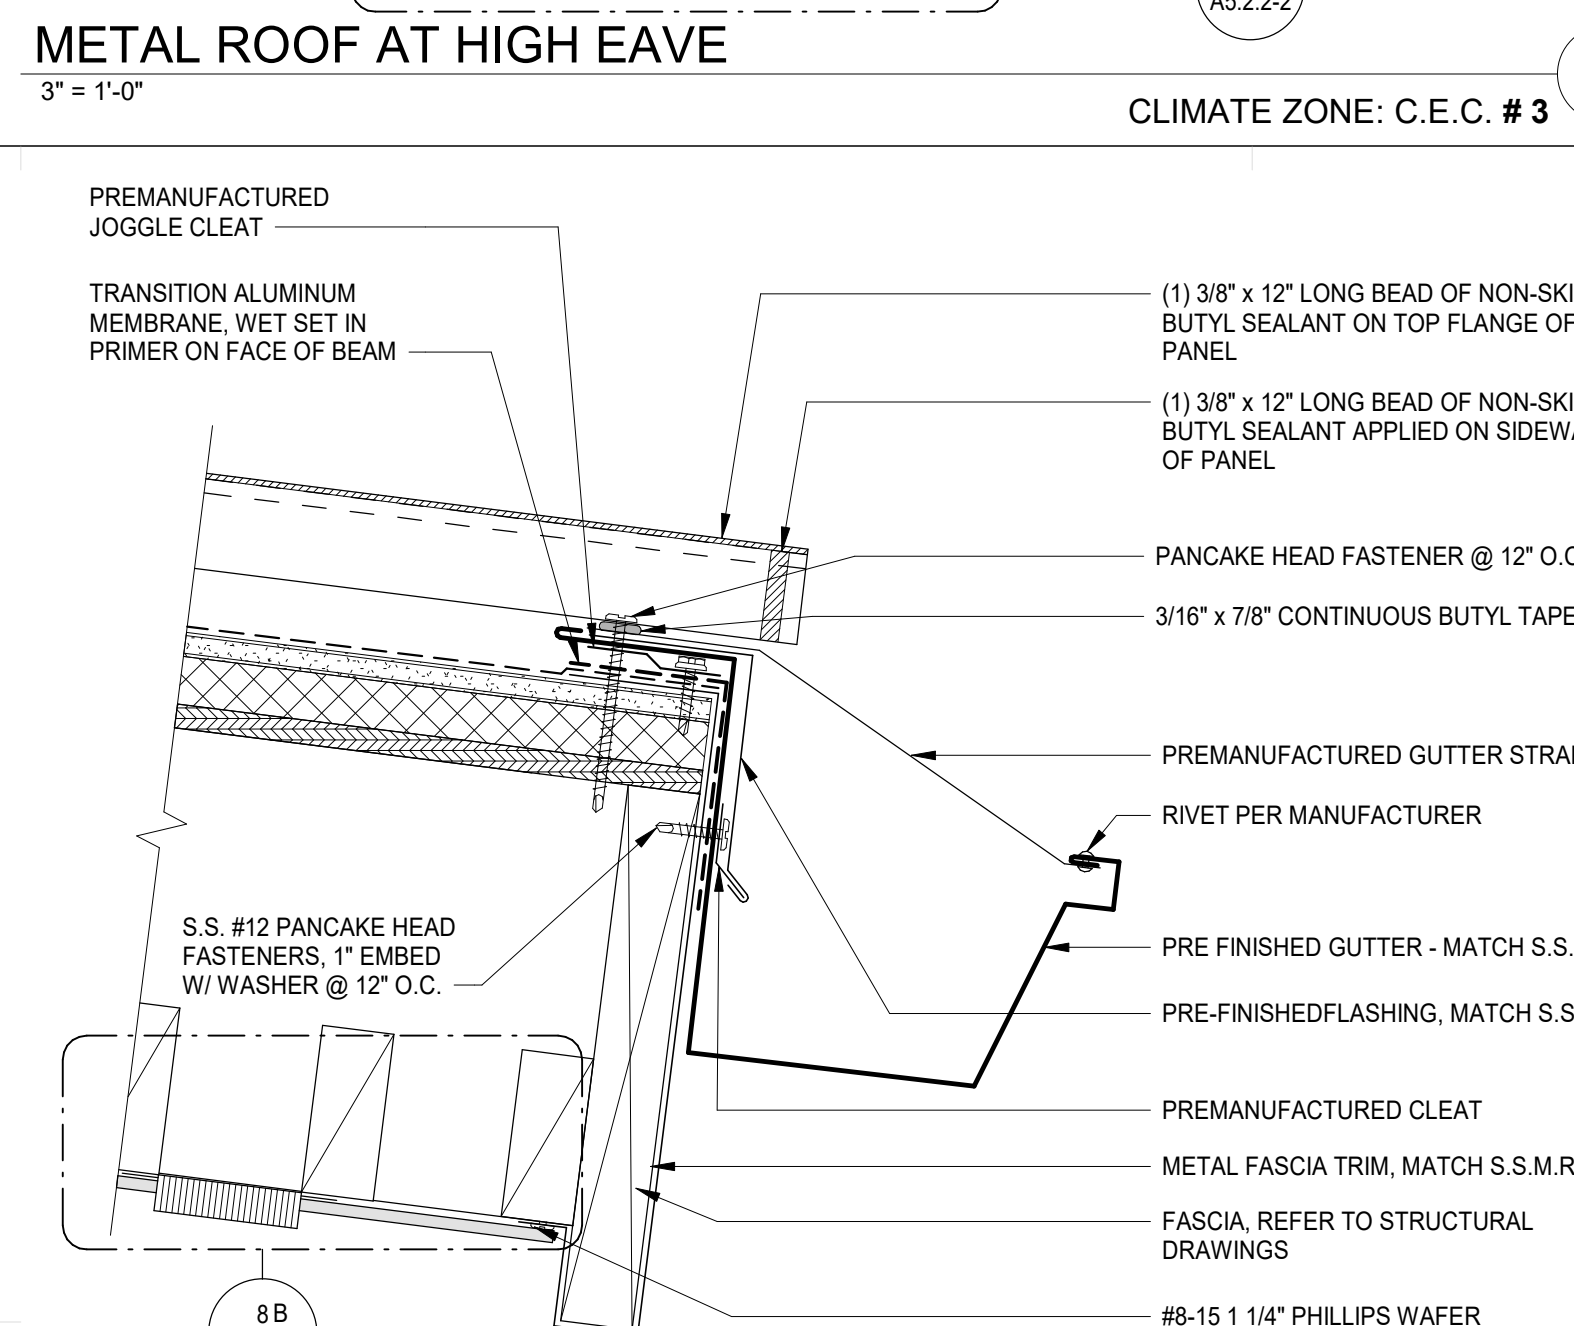 A5.2.2-2
METAL ROOF AT HIGH EAVE
3" = 1'-0"
CLIMATE ZONE: C.E.C. # 3
PREMANUFACTURED
JOGGLE CLEAT
TRANSITION ALUMINUM
MEMBRANE, WET SET IN
PRIMER ON FACE OF BEAM
(1) 3/8" x 12" LONG BEAD OF NON-SKI
BUTYL SEALANT ON TOP FLANGE OF
PANEL
(1) 3/8" x 12" LONG BEAD OF NON-SKI
BUTYL SEALANT APPLIED ON SIDEWA
OF PANEL
PANCAKE HEAD FASTENER @ 12" O.C
3/16" x 7/8" CONTINUOUS BUTYL TAPE
PREMANUFACTURED GUTTER STRAP
RIVET PER MANUFACTURER
S.S. #12 PANCAKE HEAD
FASTENERS, 1" EMBED
W/ WASHER @ 12" O.C.
PRE FINISHED GUTTER - MATCH S.S.
PRE-FINISHEDFLASHING, MATCH S.S
PREMANUFACTURED CLEAT
METAL FASCIA TRIM, MATCH S.S.M.R
FASCIA, REFER TO STRUCTURAL
DRAWINGS
8B
#8-15 1 1/4" PHILLIPS WAFER